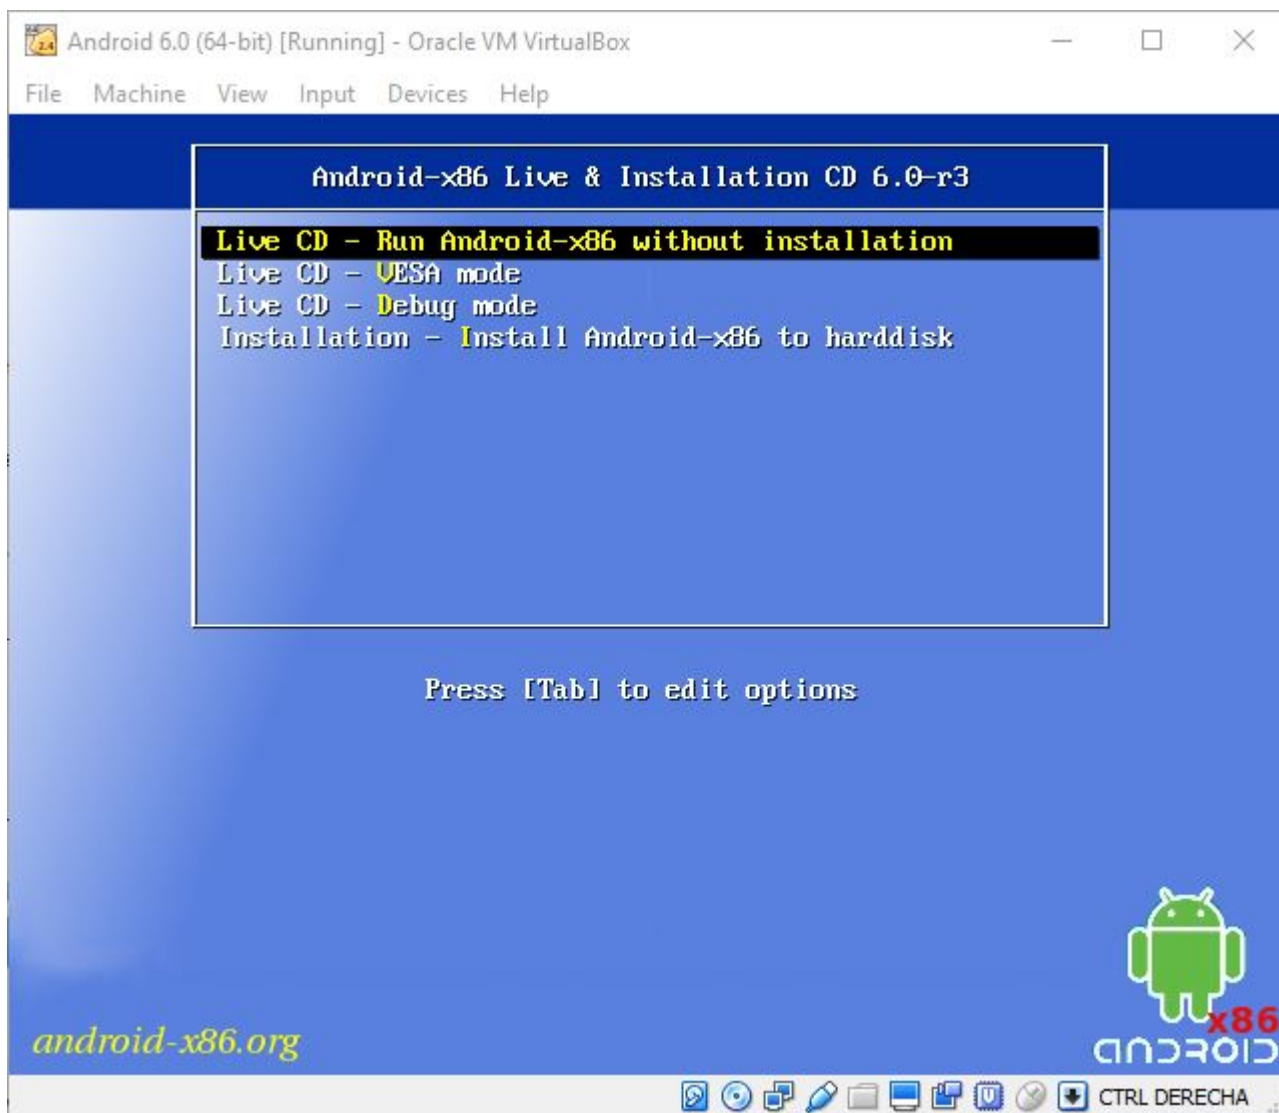 Android 6.0 (64-bit) [Running] - Oracle VM VirtualBox
File Machine View Input Devices Help
Android-x86 Live & Installation CD 6.0-r3
Live CD - Run Android-x86 without installation
Live CD - VESA mode
Live CD - Debug mode
Installation - Install Android-x86 to harddisk
Press [Tab] to edit options
android-x86.org
x86
android
CTRL DERECHA